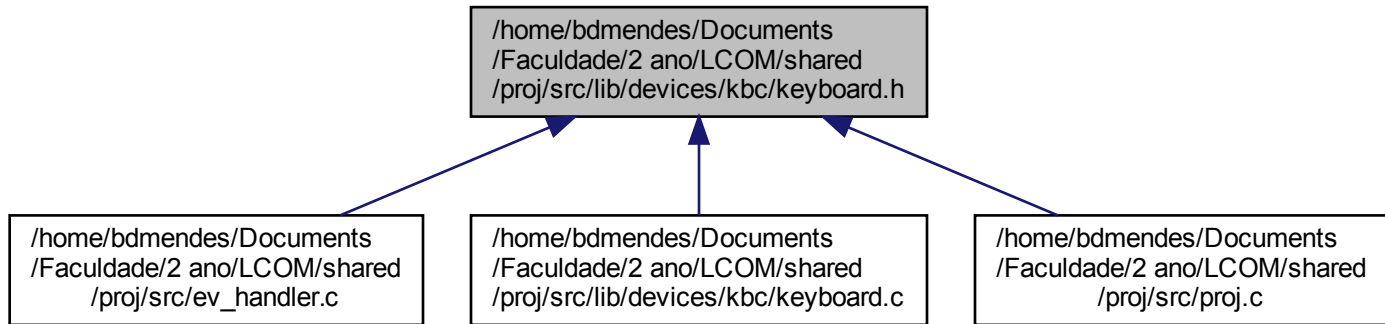 /home/bdmendes/Documents
/Faculdade/2 ano/LCOM/shared
/proj/src/lib/devices/kbc/keyboard.h
/home/bdmendes/Documents
/Faculdade/2 ano/LCOM/shared
/proj/src/ev_handler.c
/home/bdmendes/Documents
/Faculdade/2 ano/LCOM/shared
/proj/src/lib/devices/kbc/keyboard.c
/home/bdmendes/Documents
/Faculdade/2 ano/LCOM/shared
/proj/src/proj.c